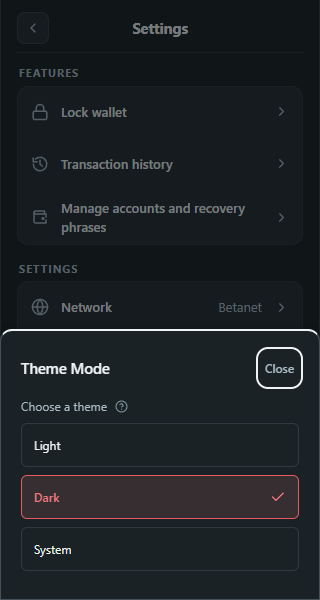 Settings
FEATURES
Lock wallet
Transaction history
Manage accounts and recovery
phrases
SETTINGS
Network Betanet
Theme Mode Close
Choose a theme
Light
Dark
System